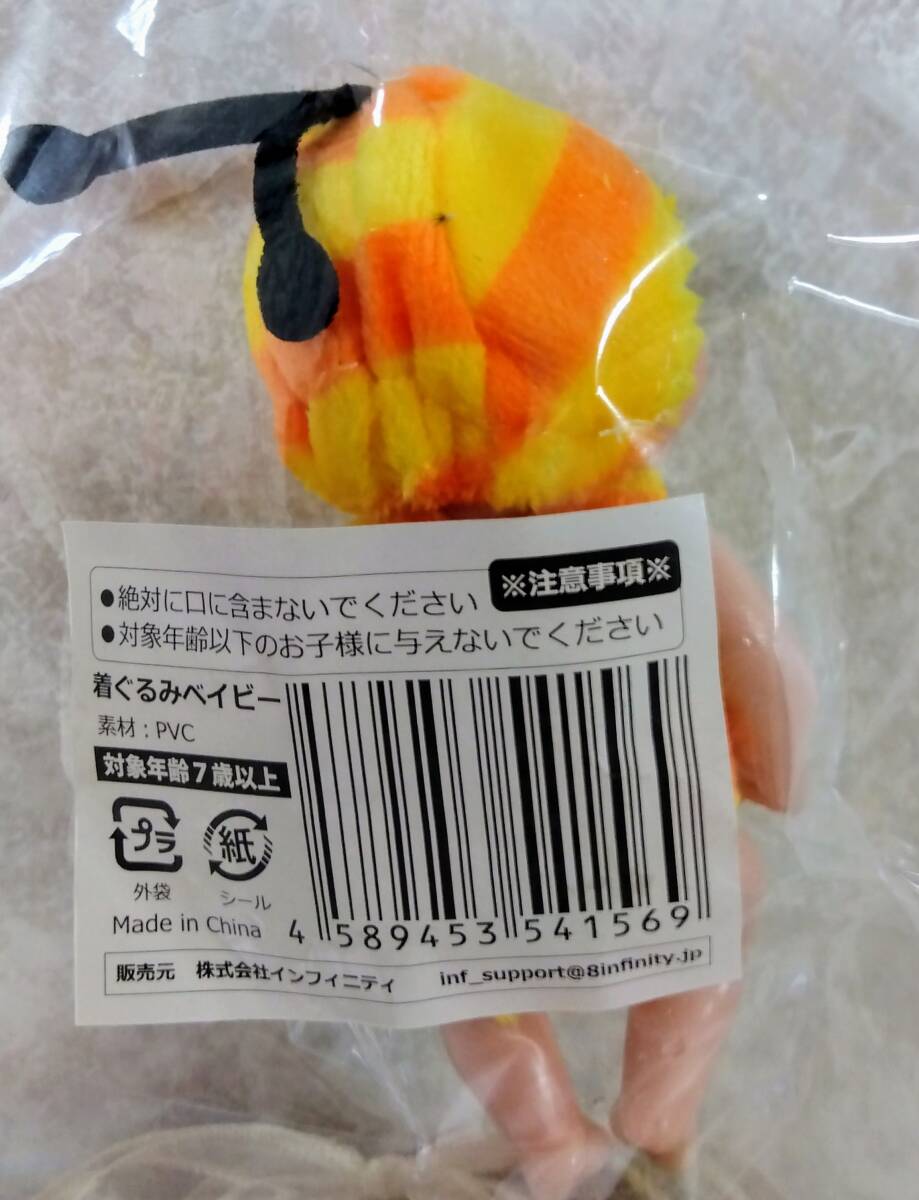 ※注意事項※
●絶対に口に含まないでください
●対象年齢以下のお子様に与えないでください
着ぐるみベイビー
素材：PVC
対象年齢7歳以上
プラ
外袋
紙
シール
Made in China
4 589453 541569
販売元 株式会社インフィニティ inf_support@8infinity.jp